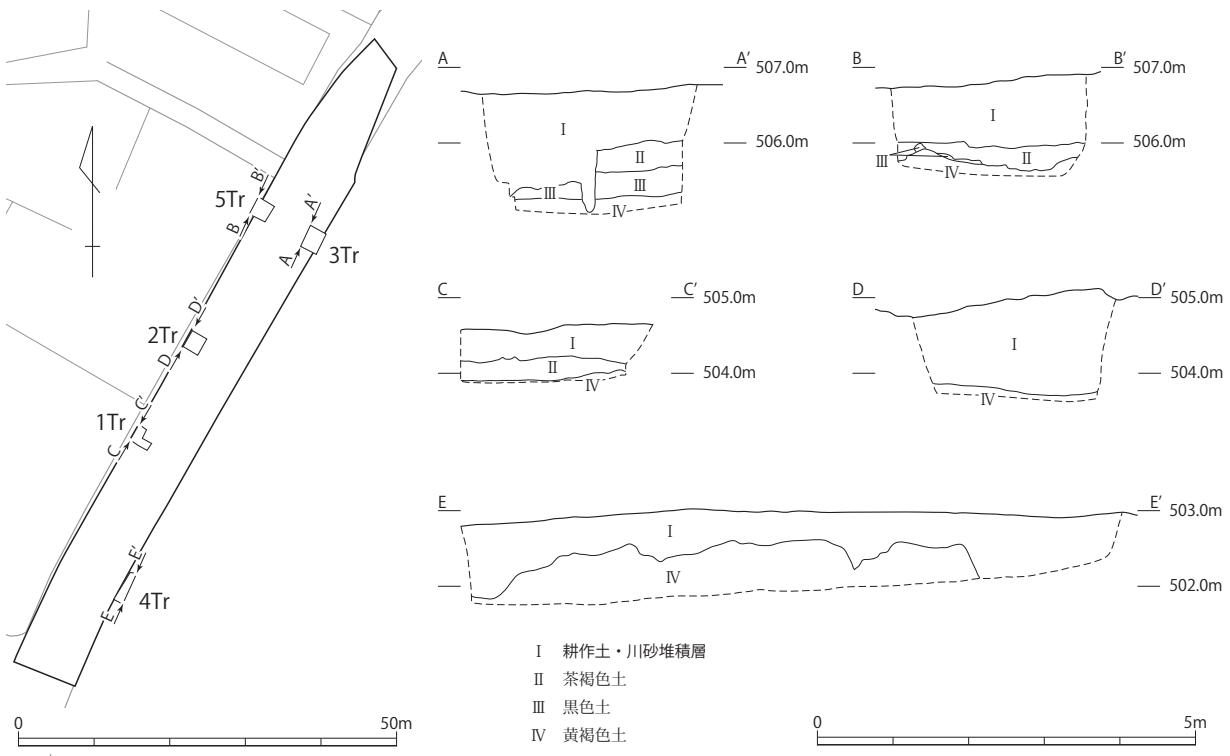 B'
5Tr
B
A'
A
3Tr
D'
2Tr
D
C'
1Tr
C
E'
E
4Tr
0 50m
A A' 507.0m
506.0m
I
II
III
III
IV
B B' 507.0m
506.0m
I
II
III
IV
C C' 505.0m
504.0m
I
II
IV
D D' 505.0m
504.0m
I
IV
E E' 503.0m
502.0m
I
IV
Ⅰ 耕作土・川砂堆積層
Ⅱ 茶褐色土
Ⅲ 黒色土
Ⅳ 黄褐色土
0 5m